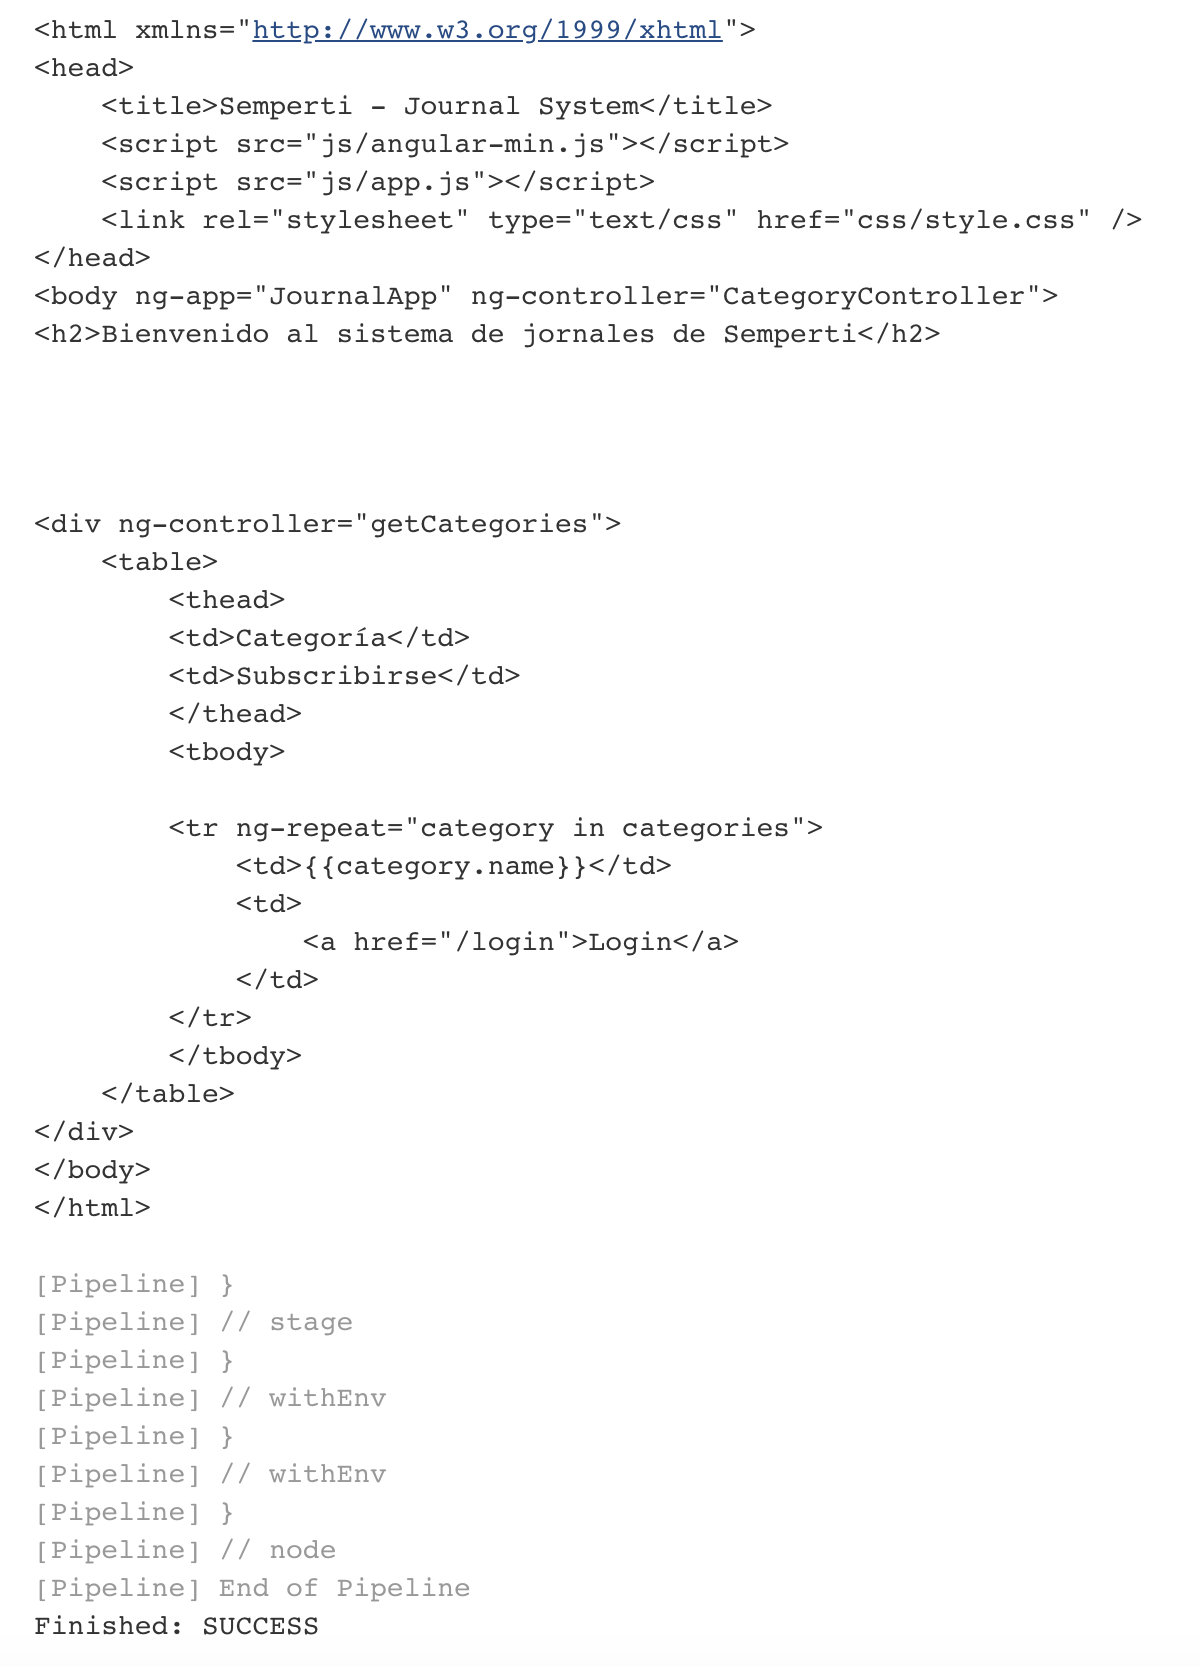 <html xmlns="http://www.w3.org/1999/xhtml">
<head>
    <title>Semperti - Journal System</title>
    <script src="js/angular-min.js"></script>
    <script src="js/app.js"></script>
    <link rel="stylesheet" type="text/css" href="css/style.css" />
</head>
<body ng-app="JournalApp" ng-controller="CategoryController">
<h2>Bienvenido al sistema de jornales de Semperti</h2>
<div ng-controller="getCategories">
    <table>
        <thead>
        <td>Categoría</td>
        <td>Subscribirse</td>
        </thead>
        <tbody>
        <tr ng-repeat="category in categories">
            <td>{{category.name}}</td>
            <td>
                <a href="/login">Login</a>
            </td>
        </tr>
        </tbody>
    </table>
</div>
</body>
</html>
[Pipeline] }
[Pipeline] // stage
[Pipeline] }
[Pipeline] // withEnv
[Pipeline] }
[Pipeline] // withEnv
[Pipeline] }
[Pipeline] // node
[Pipeline] End of Pipeline
Finished: SUCCESS